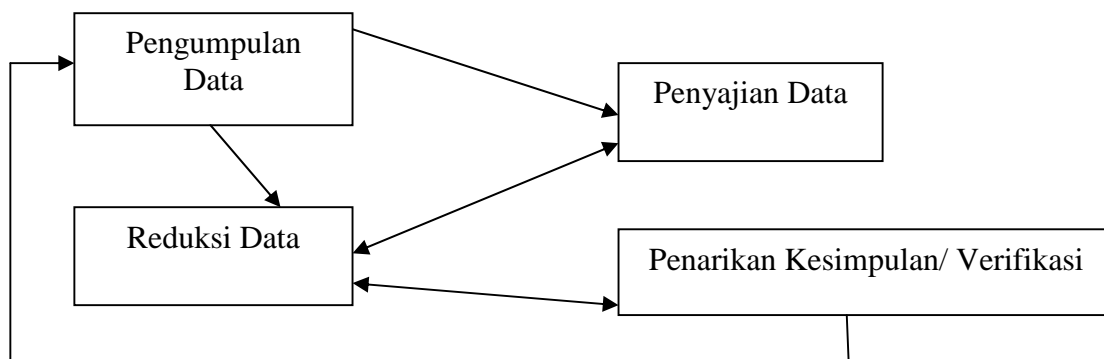 Pengumpulan
Data
Penyajian Data
Reduksi Data
Penarikan Kesimpulan/ Verifikasi